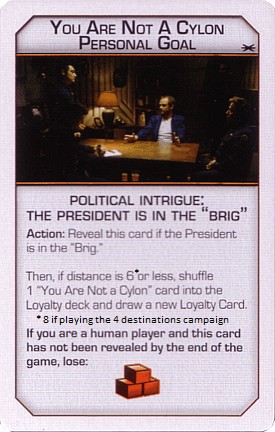 YOU ARE NOT A CYLON
PERSONAL GOAL
POLITICAL INTRIGUE:
THE PRESIDENT IS IN THE “BRIG”
Action: Reveal this card if the President
is in the “Brig.”
Then, if distance is 6*or less, shuffle
1 “You Are Not a Cylon” card into the
Loyalty deck and draw a new Loyalty Card.
* 8 if playing the 4 destinations campaign
If you are a human player and this card
has not been revealed by the end of the
game, lose: